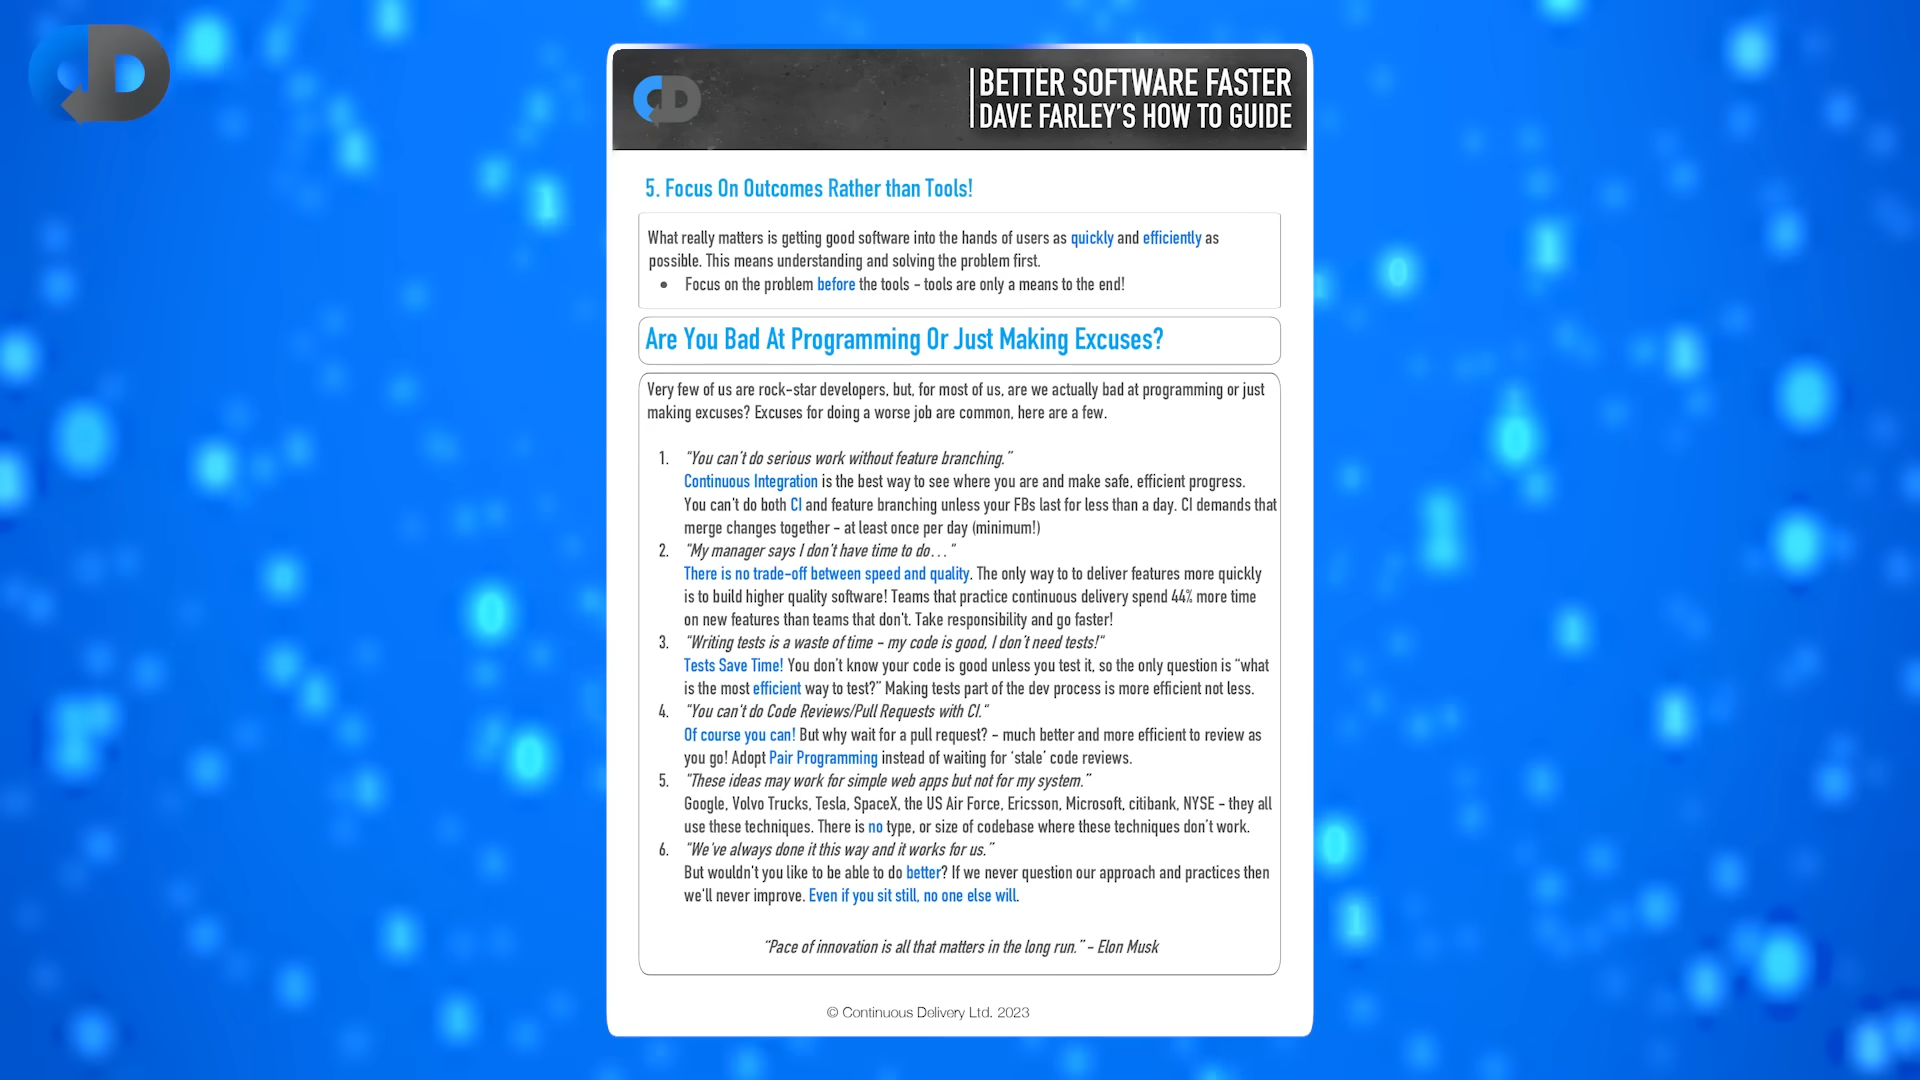 CD
CD
BETTER SOFTWARE FASTER
DAVE FARLEY'S HOW TO GUIDE
5. Focus On Outcomes Rather than Tools!
What really matters is getting good software into the hands of users as quickly and efficiently as
possible. This means understanding and solving the problem first.
● Focus on the problem before the tools - tools are only a means to the end!
Are You Bad At Programming Or Just Making Excuses?
Very few of us are rock-star developers, but, for most of us, are we actually bad at programming or just
making excuses? Excuses for doing a worse job are common, here are a few.
1. "You can't do serious work without feature branching."
Continuous Integration is the best way to see where you are and make safe, efficient progress.
You can't do both CI and feature branching unless your FBs last for less than a day. CI demands that
merge changes together - at least once per day (minimum!)
2. "My manager says I don't have time to do..."
There is no trade-off between speed and quality. The only way to to deliver features more quickly
is to build higher quality software! Teams that practice continuous delivery spend 44% more time
on new features than teams that don't. Take responsibility and go faster!
3. "Writing tests is a waste of time - my code is good, I don't need tests!"
Tests Save Time! You don't know your code is good unless you test it, so the only question is "what
is the most efficient way to test?" Making tests part of the dev process is more efficient not less.
4. "You can't do Code Reviews/Pull Requests with CI."
Of course you can! But why wait for a pull request? - much better and more efficient to review as
you go! Adopt Pair Programming instead of waiting for 'stale' code reviews.
5. "These ideas may work for simple web apps but not for my system."
Google, Volvo Trucks, Tesla, SpaceX, the US Air Force, Ericsson, Microsoft, citibank, NYSE - they all
use these techniques. There is no type, or size of codebase where these techniques don't work.
6. "We've always done it this way and it works for us."
But wouldn't you like to be able to do better? If we never question our approach and practices then
we'll never improve. Even if you sit still, no one else will.
"Pace of innovation is all that matters in the long run." - Elon Musk
© Continuous Delivery Ltd. 2023